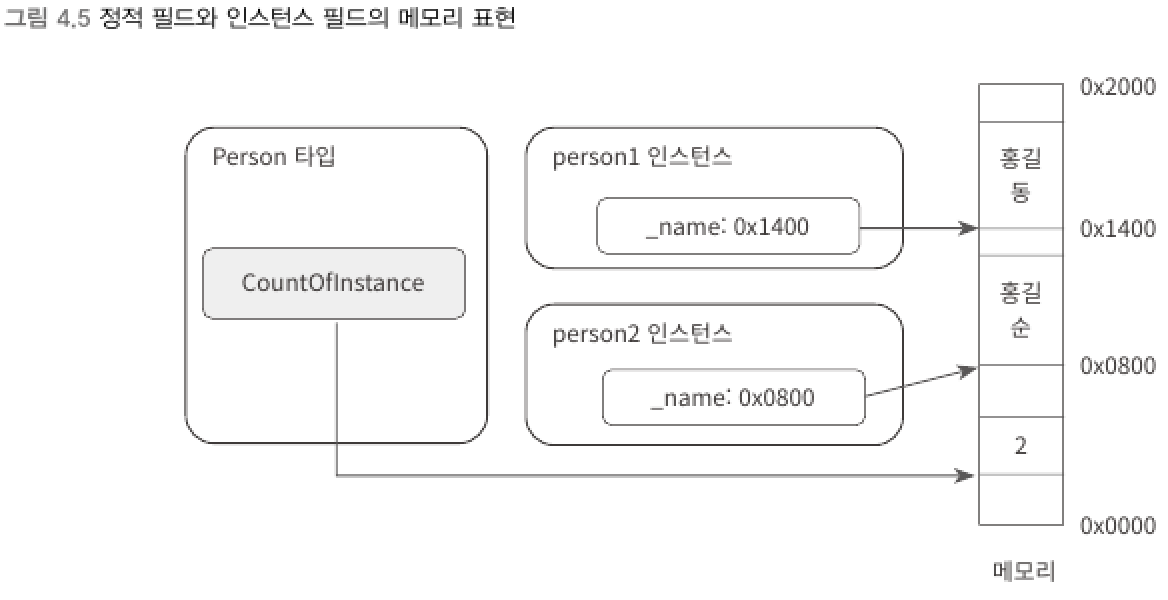 그림 4.5 정적 필드와 인스턴스 필드의 메모리 표현
Person 타입
CountOfInstance
person1 인스턴스
_name: 0x1400
person2 인스턴스
_name: 0x0800
0x2000
홍길
동
0x1400
홍길
순
0x0800
2
0x0000
메모리